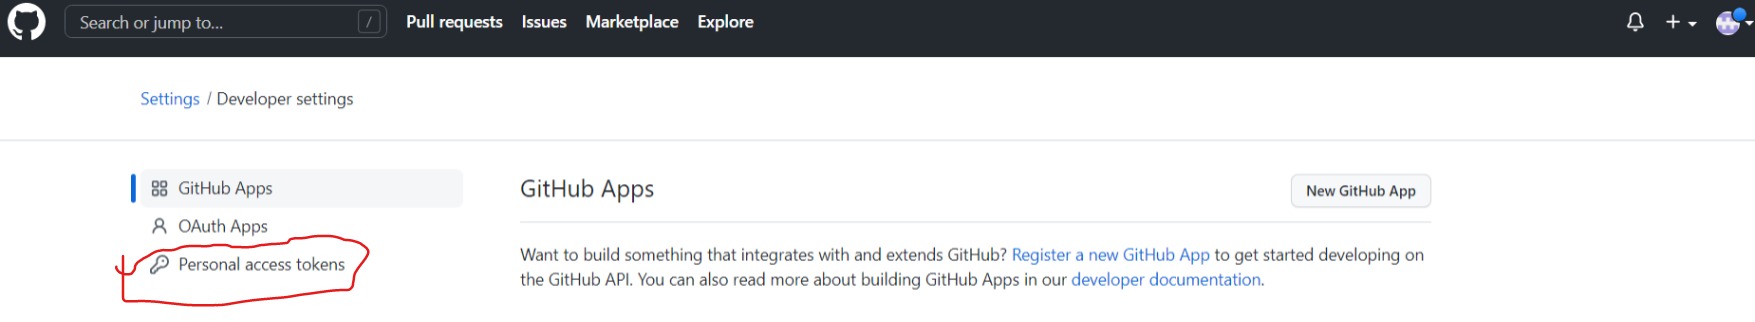 Search or jump to... / Pull requests Issues Marketplace Explore
Settings / Developer settings
GitHub Apps
OAuth Apps
Personal access tokens
GitHub Apps
New GitHub App
Want to build something that integrates with and extends GitHub? Register a new GitHub App to get started developing on
the GitHub API. You can also read more about building GitHub Apps in our developer documentation.